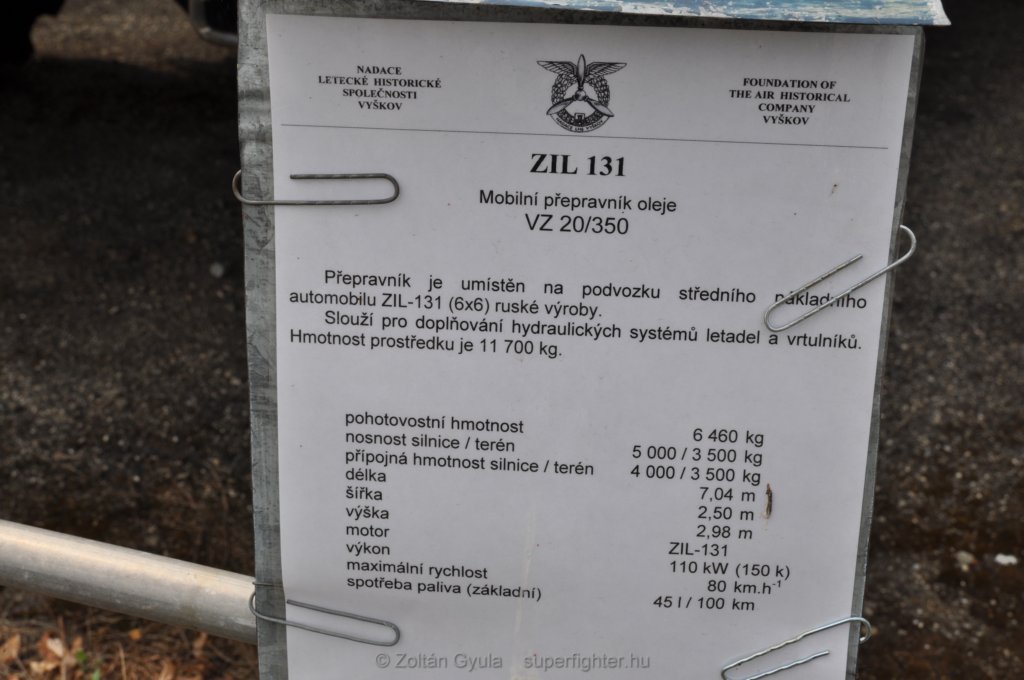 NADACE
LETECKÉ HISTORICKÉ
SPOLEČNOSTI
VYŠKOV
FOUNDATION OF
THE AIR HISTORICAL
COMPANY
VYŠKOV
ZIL 131
Mobilní přepravník oleje
VZ 20/350
Přepravník je umístěn na podvozku středního nákladního
automobilu ZIL-131 (6x6) ruské výroby.
Slouží pro doplňování hydraulických systémů letadel a vrtulníků.
Hmotnost prostředku je 11 700 kg.
pohotovostní hmotnost 6 460 kg
nosnost silnice / terén 5 000 / 3 500 kg
přípojná hmotnost silnice / terén 4 000 / 3 500 kg
délka 7,04 m
šířka 2,50 m
výška 2,98 m
motor ZIL-131
výkon 110 kW (150 k)
maximální rychlost 80 km.h⁻¹
spotřeba paliva (základní) 45 l / 100 km
© Zoltán Gyula superfighter.hu